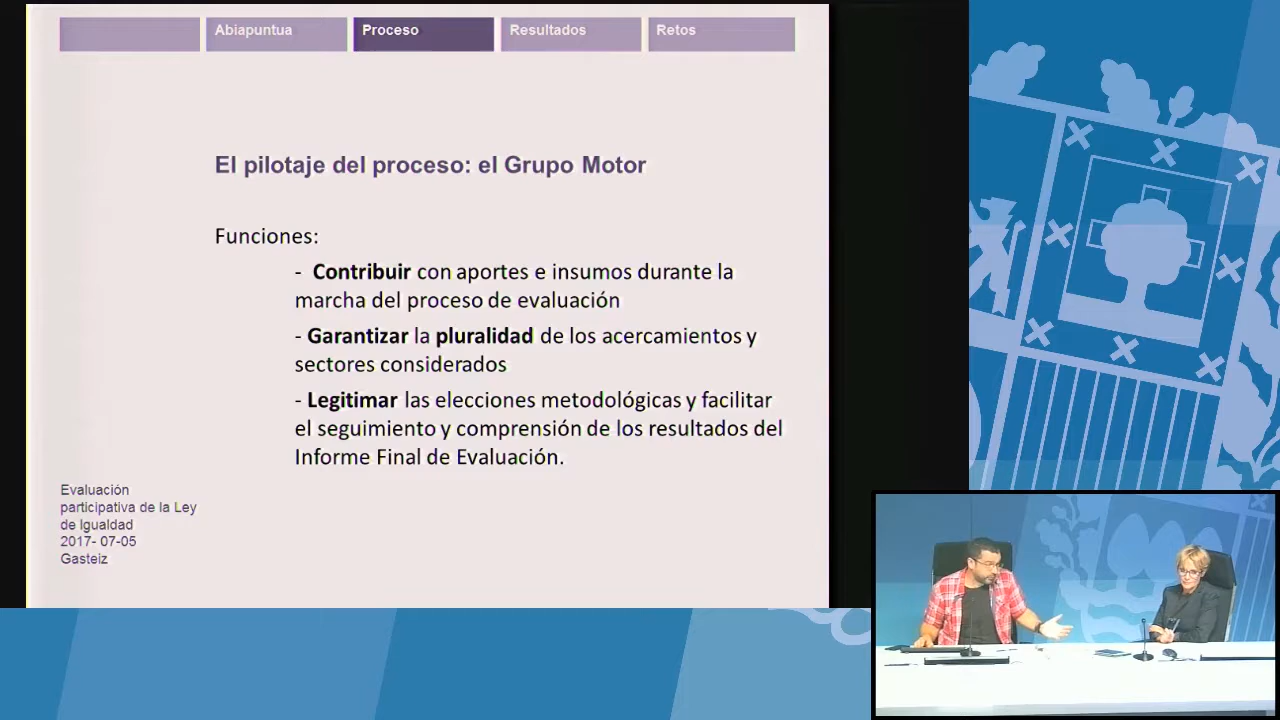 Abiapuntua
Proceso
Resultados
Retos
El pilotaje del proceso: el Grupo Motor
Funciones:
- Contribuir con aportes e insumos durante la
marcha del proceso de evaluación
- Garantizar la pluralidad de los acercamientos y
sectores considerados
- Legitimar las elecciones metodológicas y facilitar
el seguimiento y comprensión de los resultados del
Informe Final de Evaluación.
Evaluación
participativa de la Ley
de Igualdad
2017- 07-05
Gasteiz